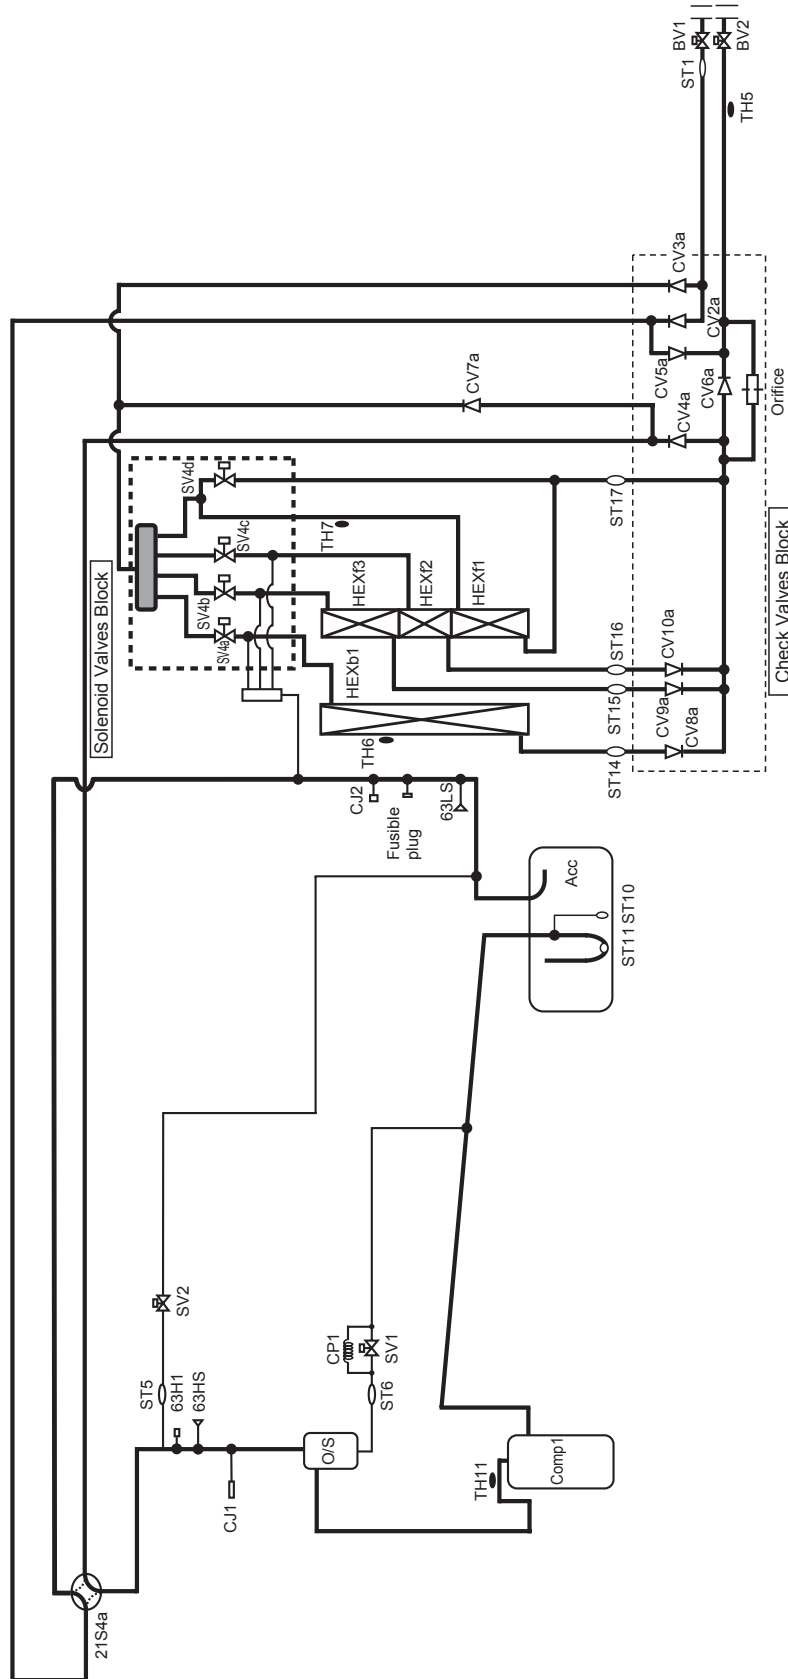 BV1
BV2
ST1
TH5
CV3a
CV2a
CV5a
CV6a
CV7a
CV4a
Orifice
Solenoid Valves Block
SV4d
SV4c
SV4b
SV4a
TH7
ST17
HEXf3
HEXf2
HEXf1
HEXb1
ST16
CV10a
ST15
CV9a
CV8a
ST14
TH6
Check Valves Block
CJ2
Fusible
plug
63LS
Acc
ST11 ST10
SV2
ST5
63H1
63HS
CJ1
CP1
SV1
ST6
O/S
TH11
Comp1
21S4a